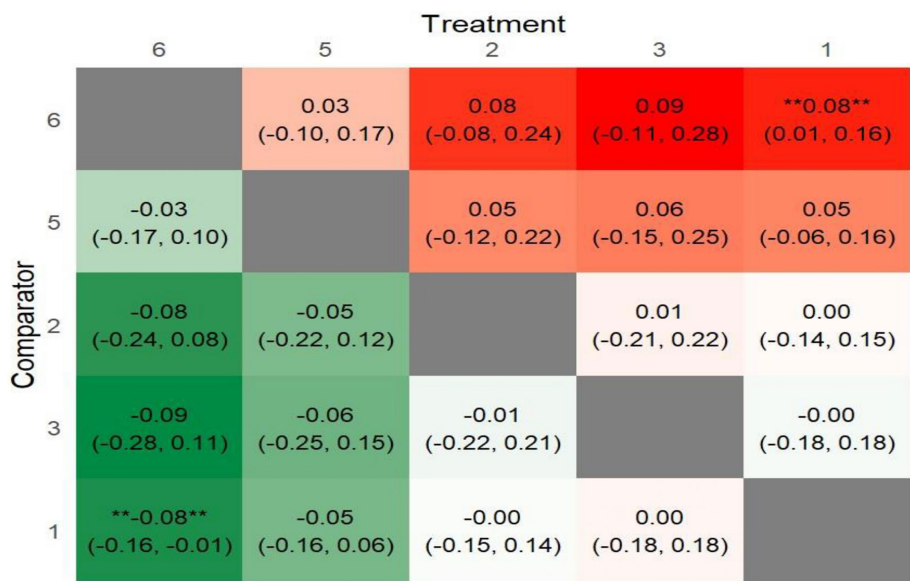 Treatment
6 5 2 3 1
6 0.03 0.08 0.09 **0.08**
(-0.10, 0.17) (-0.08, 0.24) (-0.11, 0.28) (0.01, 0.16)
5 -0.03 0.05 0.06 0.05
(-0.17, 0.10) (-0.12, 0.22) (-0.15, 0.25) (-0.06, 0.16)
Comparator
2 -0.08 -0.05 0.01 0.00
(-0.24, 0.08) (-0.22, 0.12) (-0.21, 0.22) (-0.14, 0.15)
3 -0.09 -0.06 -0.01 -0.00
(-0.28, 0.11) (-0.25, 0.15) (-0.22, 0.21) (-0.18, 0.18)
1 **-0.08** -0.05 -0.00 0.00
(-0.16, -0.01) (-0.16, 0.06) (-0.15, 0.14) (-0.18, 0.18)